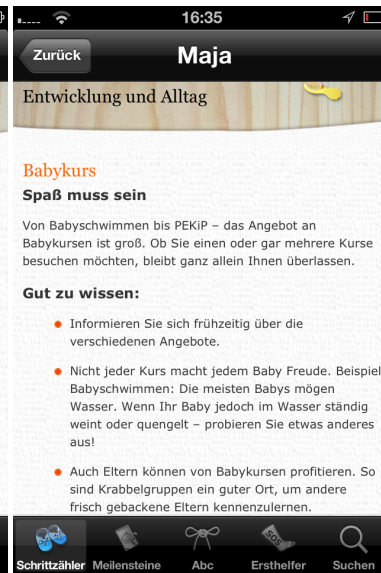 16:35
Zurück
Maja
Entwicklung und Alltag
Babykurs
Spaß muss sein
Von Babyschwimmen bis PEKiP – das Angebot an
Babykursen ist groß. Ob Sie einen oder gar mehrere Kurse
besuchen möchten, bleibt ganz allein Ihnen überlassen.
Gut zu wissen:
Informieren Sie sich frühzeitig über die
verschiedenen Angebote.
Nicht jeder Kurs macht jedem Baby Freude. Beispiel
Babyschwimmen: Die meisten Babys mögen
Wasser. Wenn Ihr Baby jedoch im Wasser ständig
weint oder quengelt – probieren Sie etwas anderes
aus!
Auch Eltern können von Babykursen profitieren. So
sind Krabbelgruppen ein guter Ort, um andere
frisch gebackene Eltern kennenzulernen.
SOS
Schrittzähler Meilensteine Abc Ersthelfer Suchen